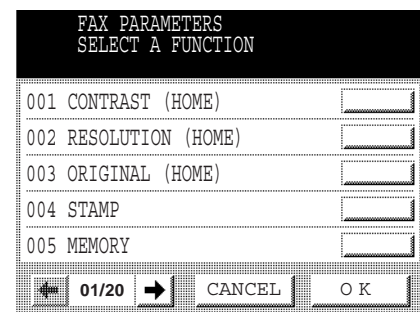 FAX PARAMETERS
SELECT A FUNCTION
001 CONTRAST (HOME)
002 RESOLUTION (HOME)
003 ORIGINAL (HOME)
004 STAMP
005 MEMORY
01/20 CANCEL O K